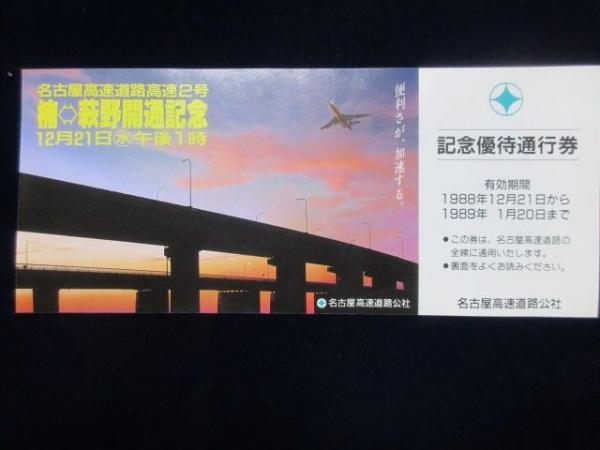 名古屋高速道路高速2号
楠⇔萩野開通記念
12月21日㊌午後1時
便利さが、加速する。
名古屋高速道路公社
記念優待通行券
有効期間
1988年12月21日から
1989年 1月20日まで
●この券は、名古屋高速道路の
全線に通用いたします。
●裏面をよくお読みください。
名古屋高速道路公社